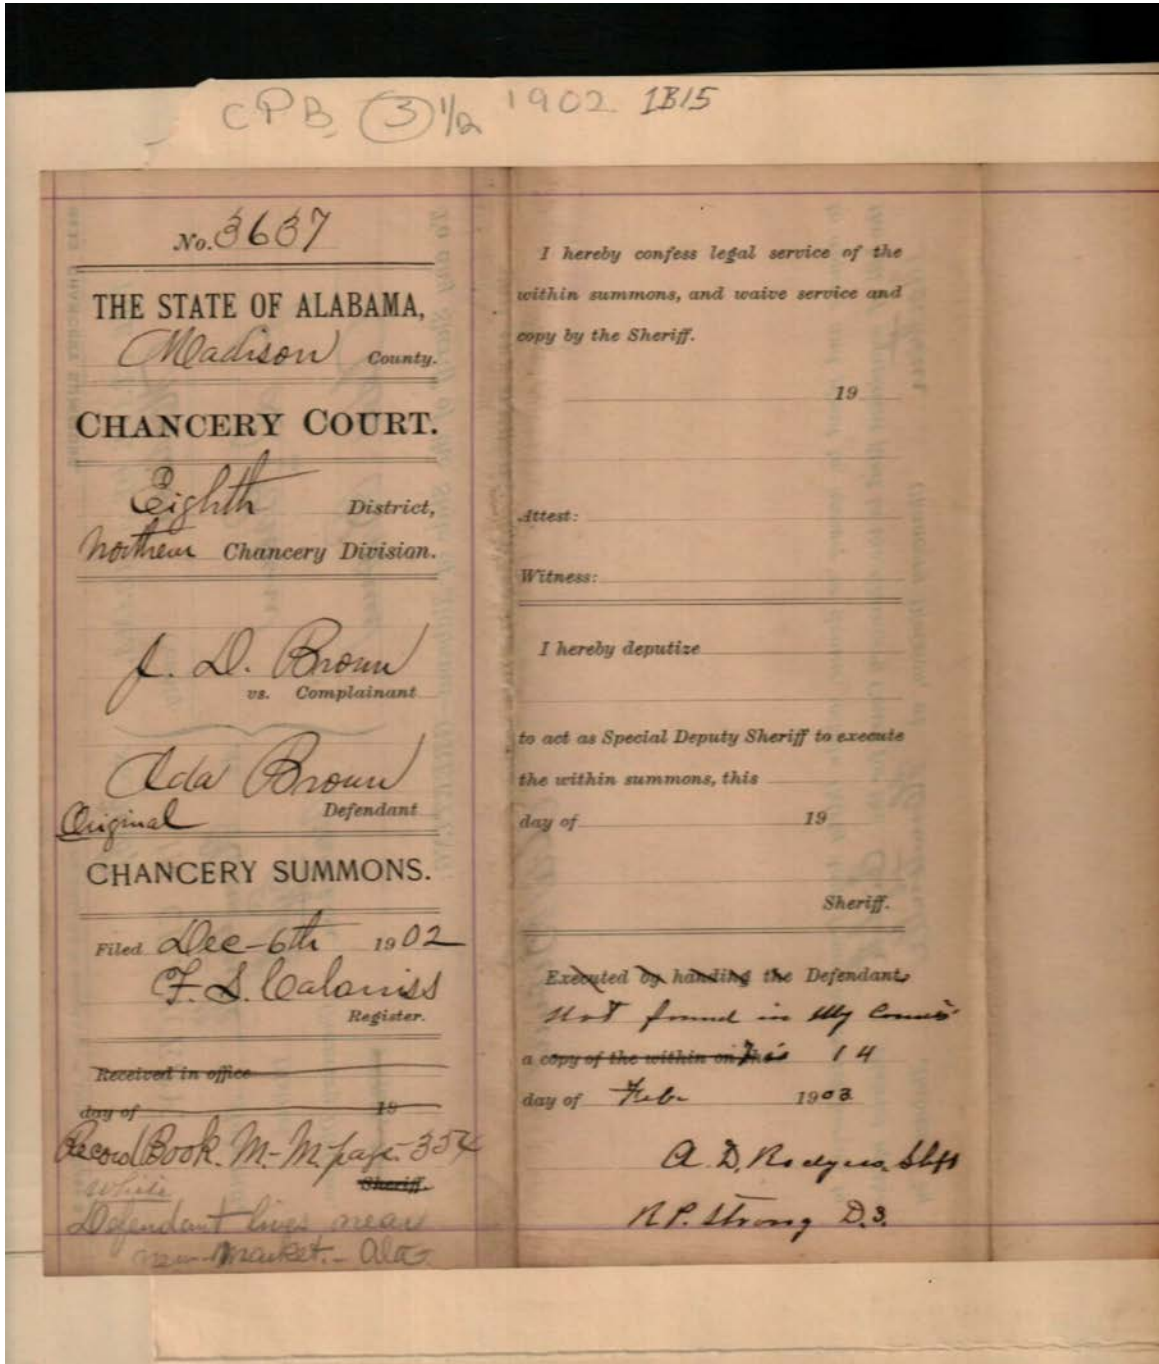 CPB (3) 1/2 1902 1B15
No. 3637
THE STATE OF ALABAMA,
Madison County.
CHANCERY COURT.
Eighth District,
Northern Chancery Division.
J. D. Brown
vs. Complainant
Ada Brown
Original Defendant
CHANCERY SUMMONS.
Filed Dec-6th 1902
F. S. Calaniss
Register.
Received in office
day of 19
Record Book. M-M-page-354
Sheriff.
White
Defendant lives near
new-market-Ala-
I hereby confess legal service of the
within summons, and waive service and
copy by the Sheriff.
19
Attest:
Witness:
I hereby deputize
to act as Special Deputy Sheriff to execute
the within summons, this
day of 19
Sheriff.
Executed by handing the Defendant
Not found in My
a copy of the within on this 14
day of Feb. 1903
A. D. Rodgers, Shff
R.P. Strong D.S.